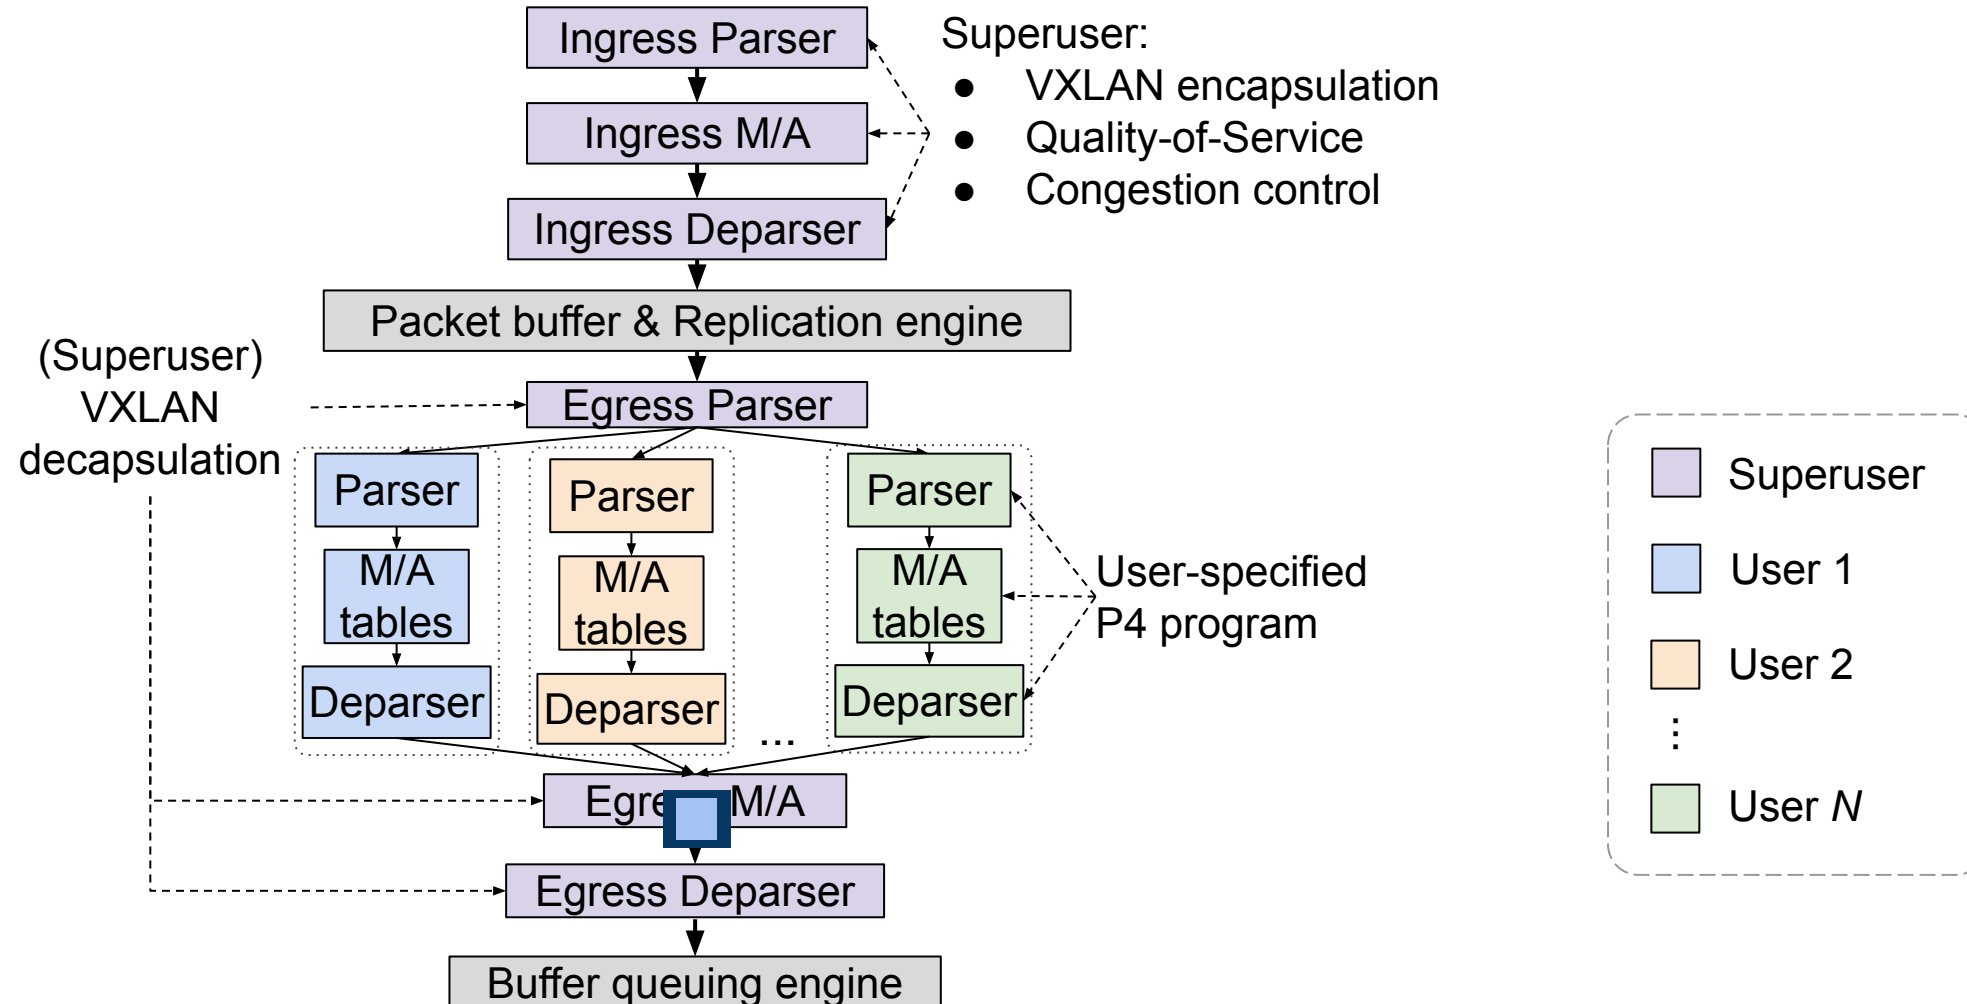 Ingress Parser
Ingress M/A
Ingress Deparser
Superuser:
● VXLAN encapsulation
● Quality-of-Service
● Congestion control
Packet buffer & Replication engine
(Superuser)
VXLAN
decapsulation
Egress Parser
Parser
M/A
tables
Deparser
Parser
M/A
tables
Deparser
...
Parser
M/A
tables
Deparser
User-specified
P4 program
M/A
Egress Deparser
Buffer queuing engine
Superuser
User 1
User 2
⋮
User N